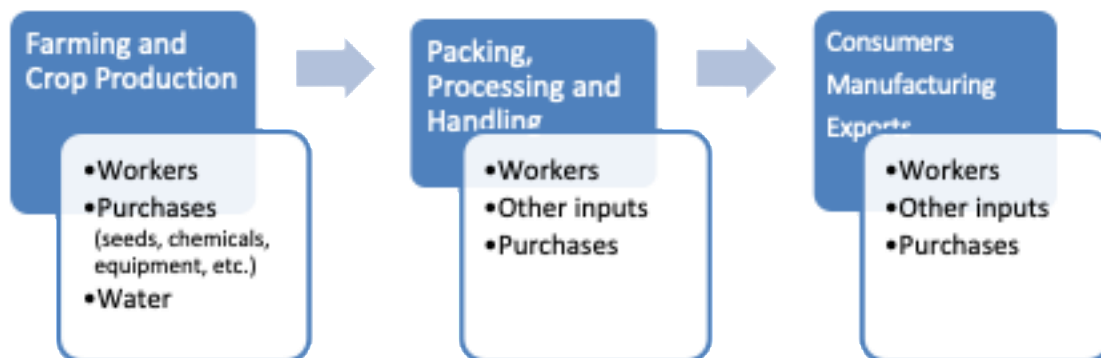 Farming and
Crop Production
•Workers
•Purchases
(seeds, chemicals,
equipment, etc.)
•Water
Packing,
Processing and
Handling
•Workers
•Other inputs
•Purchases
Consumers
Manufacturing
Exports
•Workers
•Other inputs
•Purchases